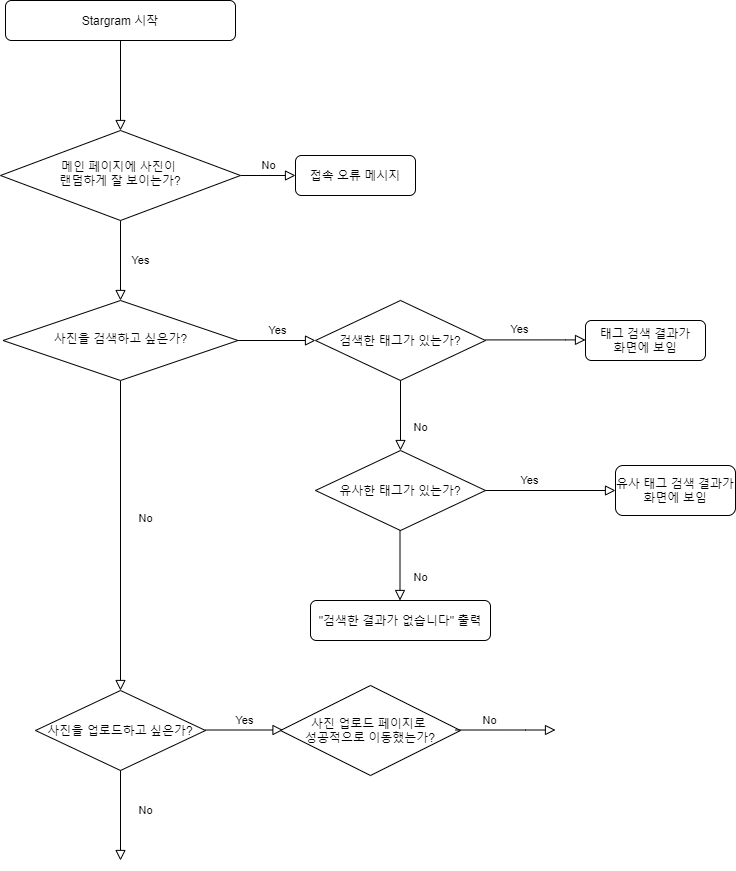 Stargram 시작
메인 페이지에 사진이
랜덤하게 잘 보이는가?
No
접속 오류 메시지
Yes
사진을 검색하고 싶은가?
Yes
검색한 태그가 있는가?
Yes
태그 검색 결과가
화면에 보임
No
유사한 태그가 있는가?
Yes
유사 태그 검색 결과가
화면에 보임
No
No
"검색한 결과가 없습니다" 출력
사진을 업로드하고 싶은가?
Yes
사진 업로드 페이지로
성공적으로 이동했는가?
No
No